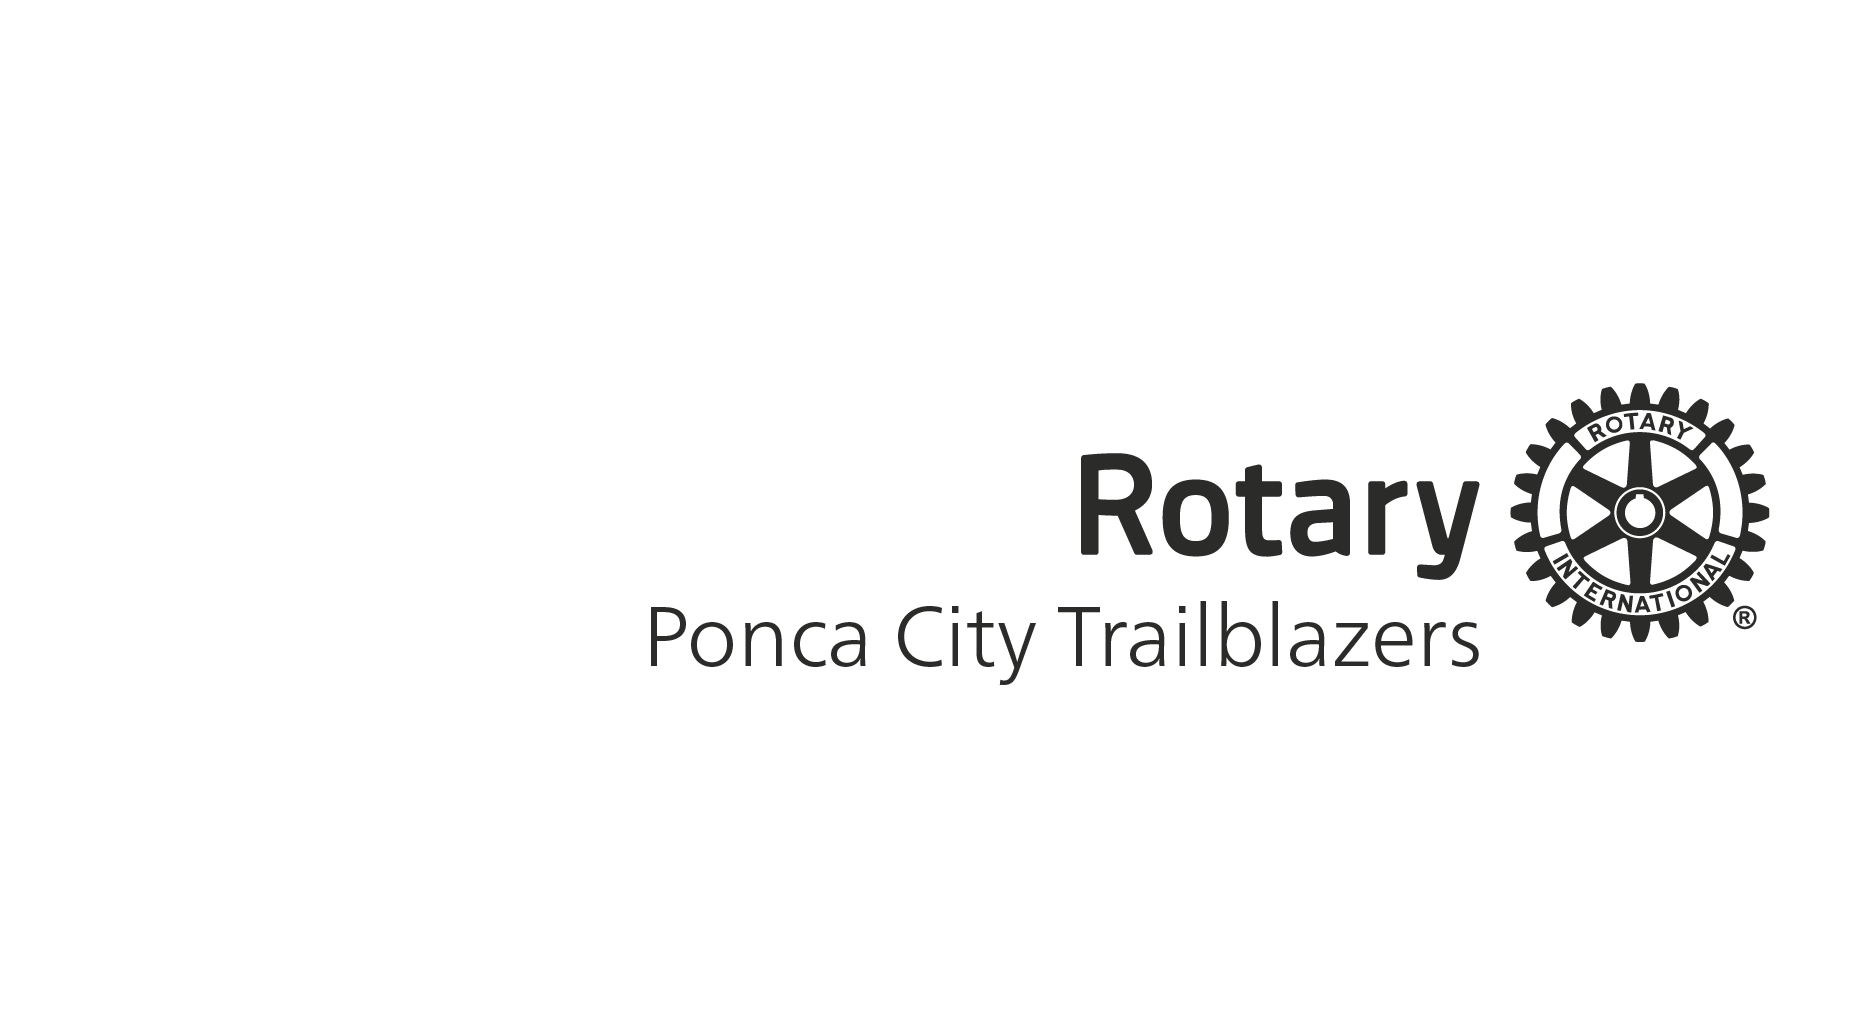 Rotary
Ponca City Trailblazers
ROTARY
INTERNATIONAL
®